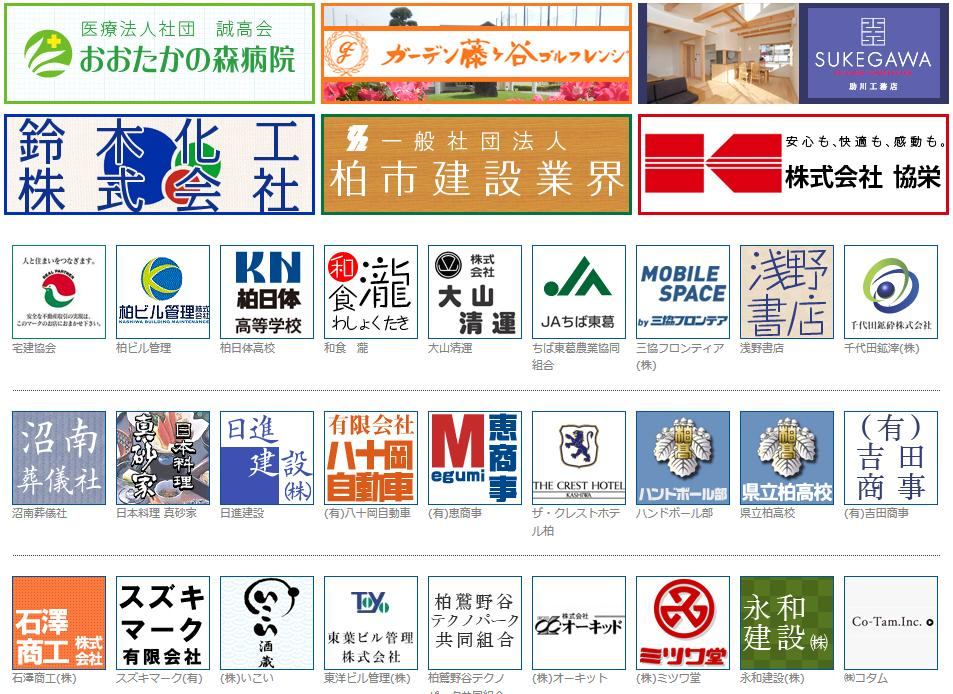 医療法人社団 誠高会
おおたかの森病院
ガーデン藤ヶ谷ゴルフレンジ
SUKEGAWA
助川工務店
鈴木化工
株式会社
一般社団法人
柏市建設業界
安心も、快適も、感動も。
株式会社 協栄
人と住まいをつなぎます。
REAL PARTNER
安全な不動産取引の実現は、
このマークのお店におまかせ下さい。
宅建協会
柏ビル管理株式会社
KASHIWA BUILDING MAINTENANCE
柏ビル管理
KN
柏日体
高等学校
柏日体高校
和食
瀧
わしょくたき
和食 瀧
株式
会社
大山
清運
大山清運
JAちば東葛
ちば東葛農業協同
組合
MOBILE
SPACE
by 三協フロンテア
三協フロンティア
(株)
浅野
書店
浅野書店
千代田鉱砕株式会社
千代田鉱滓(株)
沼南
葬儀社
沼南葬儀社
日本料理
真砂家
日本料理 真砂家
日進
建設
(株)
日進建設
有限会社
八十岡
自動車
(有)八十岡自動車
Megumi
恵商事
(有)恵商事
THE CREST HOTEL
KASHIWA
ザ・クレストホテ
ル柏
柏高
ハンドボール部
ハンドボール部
柏高
県立柏高校
県立柏高校
(有)
吉田
商事
(有)吉田商事
石澤
商工
株式
会社
石澤商工(株)
スズキ
マーク
有限会社
スズキマーク(有)
いこい
酒蔵
(株)いこい
TOYO
東葉ビル管理
株式会社
東洋ビル管理(株)
柏鷲野谷
テクノパーク
共同組合
柏鷲野谷テクノ
パーク共同組合
株式会社
オーキッド
(株)オーキット
ミツワ堂
(株)ミツワ堂
永和
建設
㈱
永和建設(株)
Co-Tam.Inc.
㈱コタム